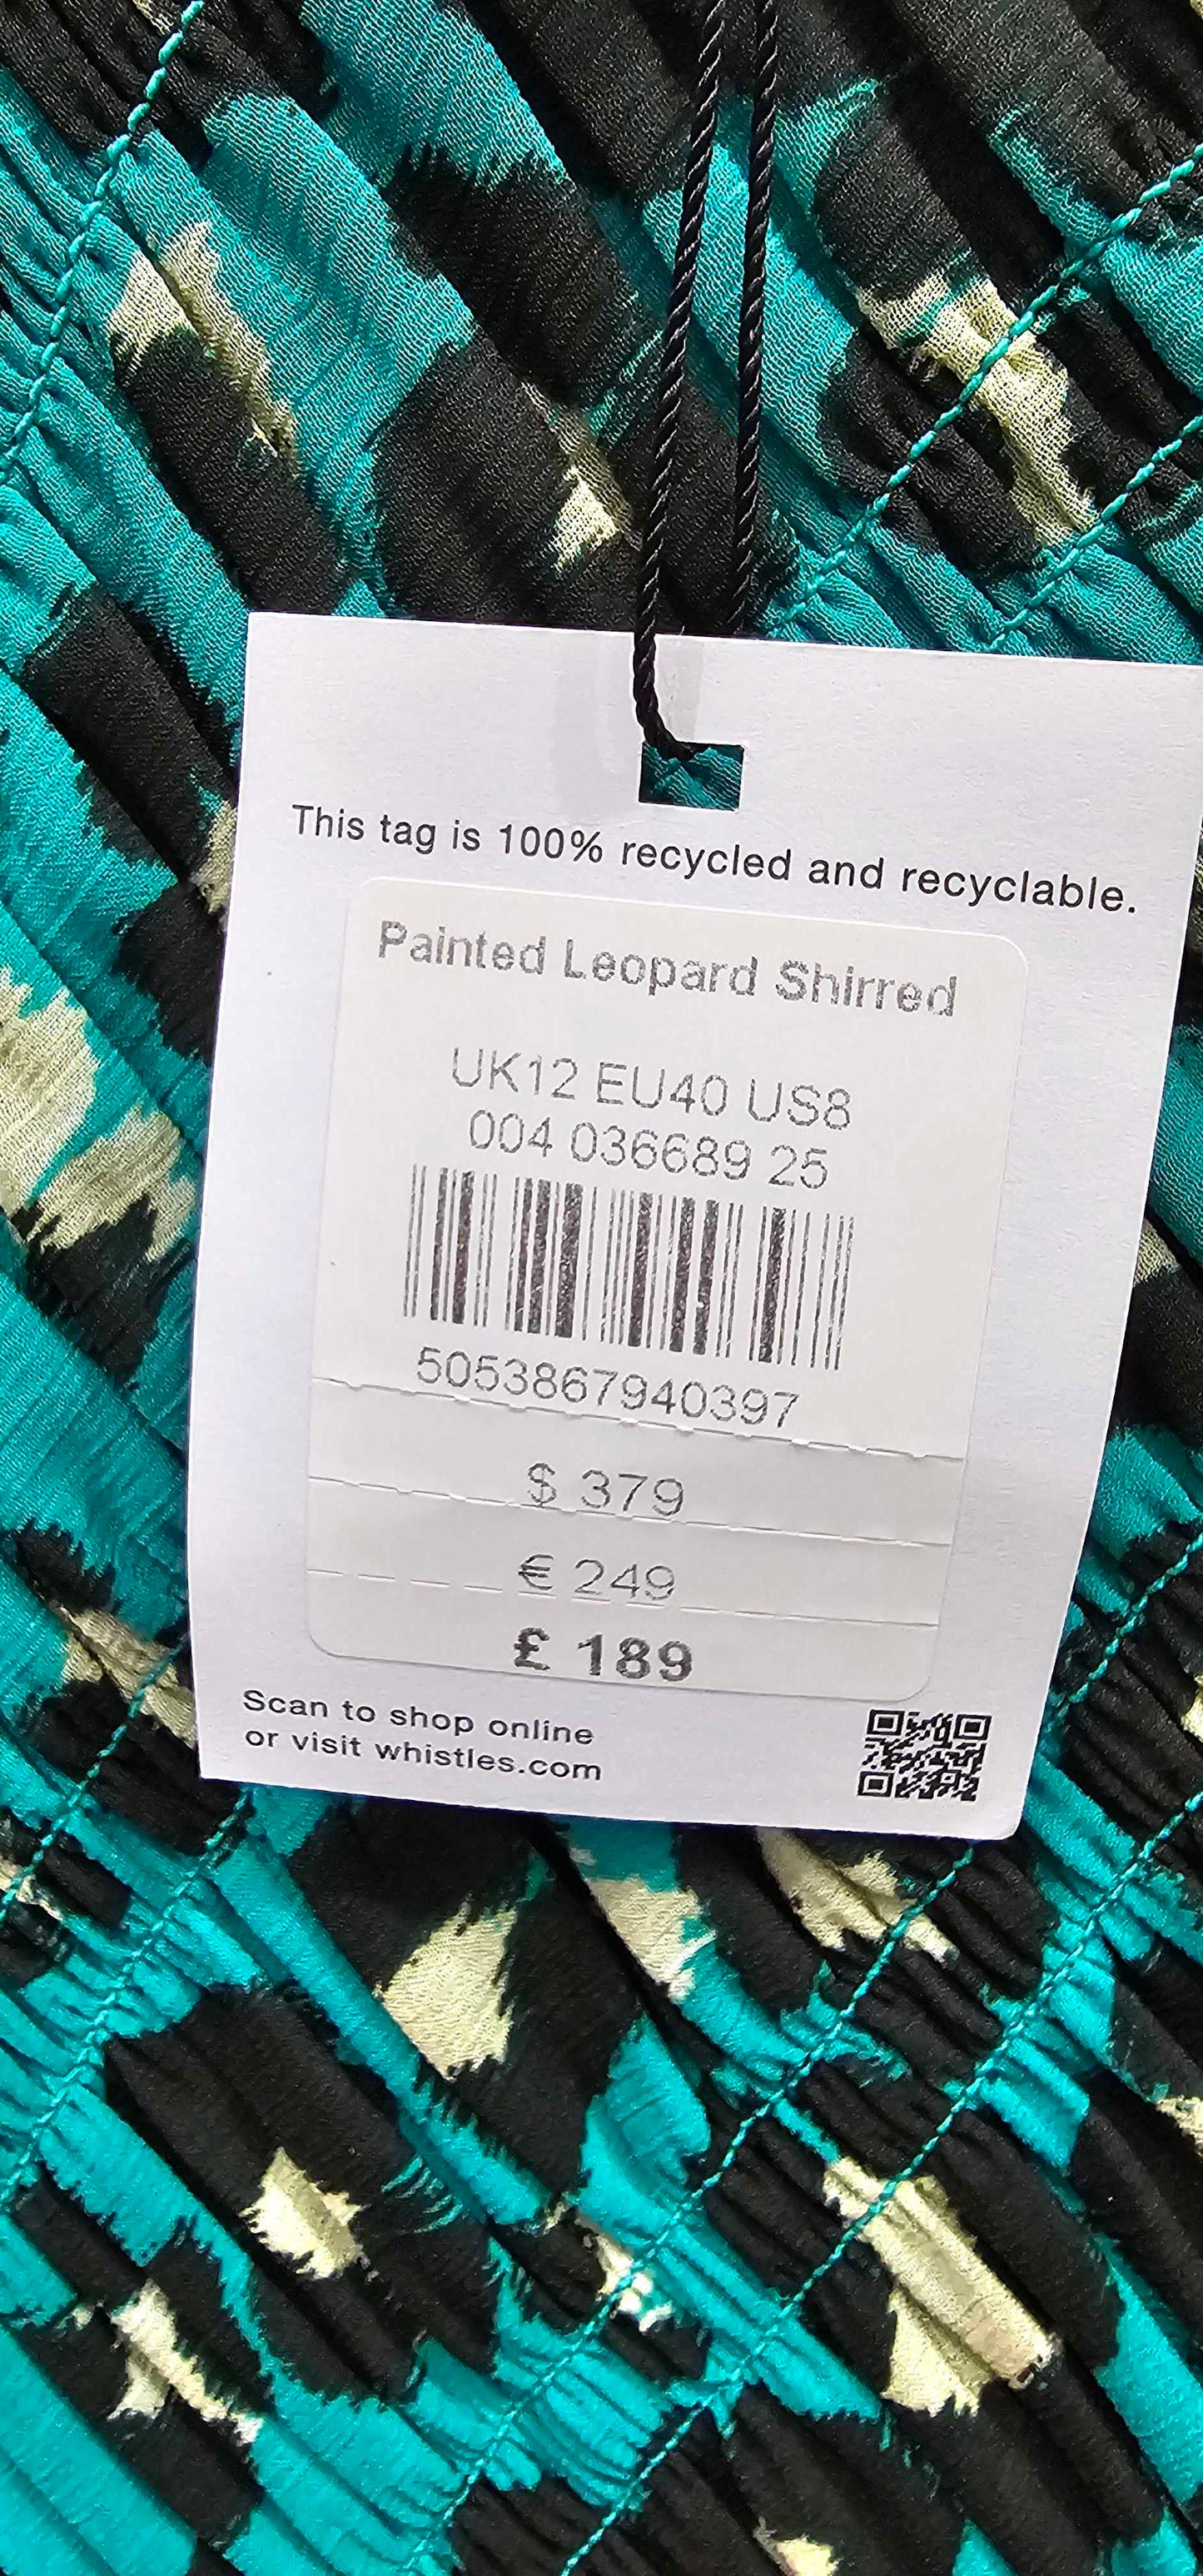 This tag is 100% recycled and recyclable.
Painted Leopard Shirred
UK12 EU40 US8
004 036689 25
5053867940397
$ 379
€ 249
£ 189
Scan to shop online
or visit whistles.com